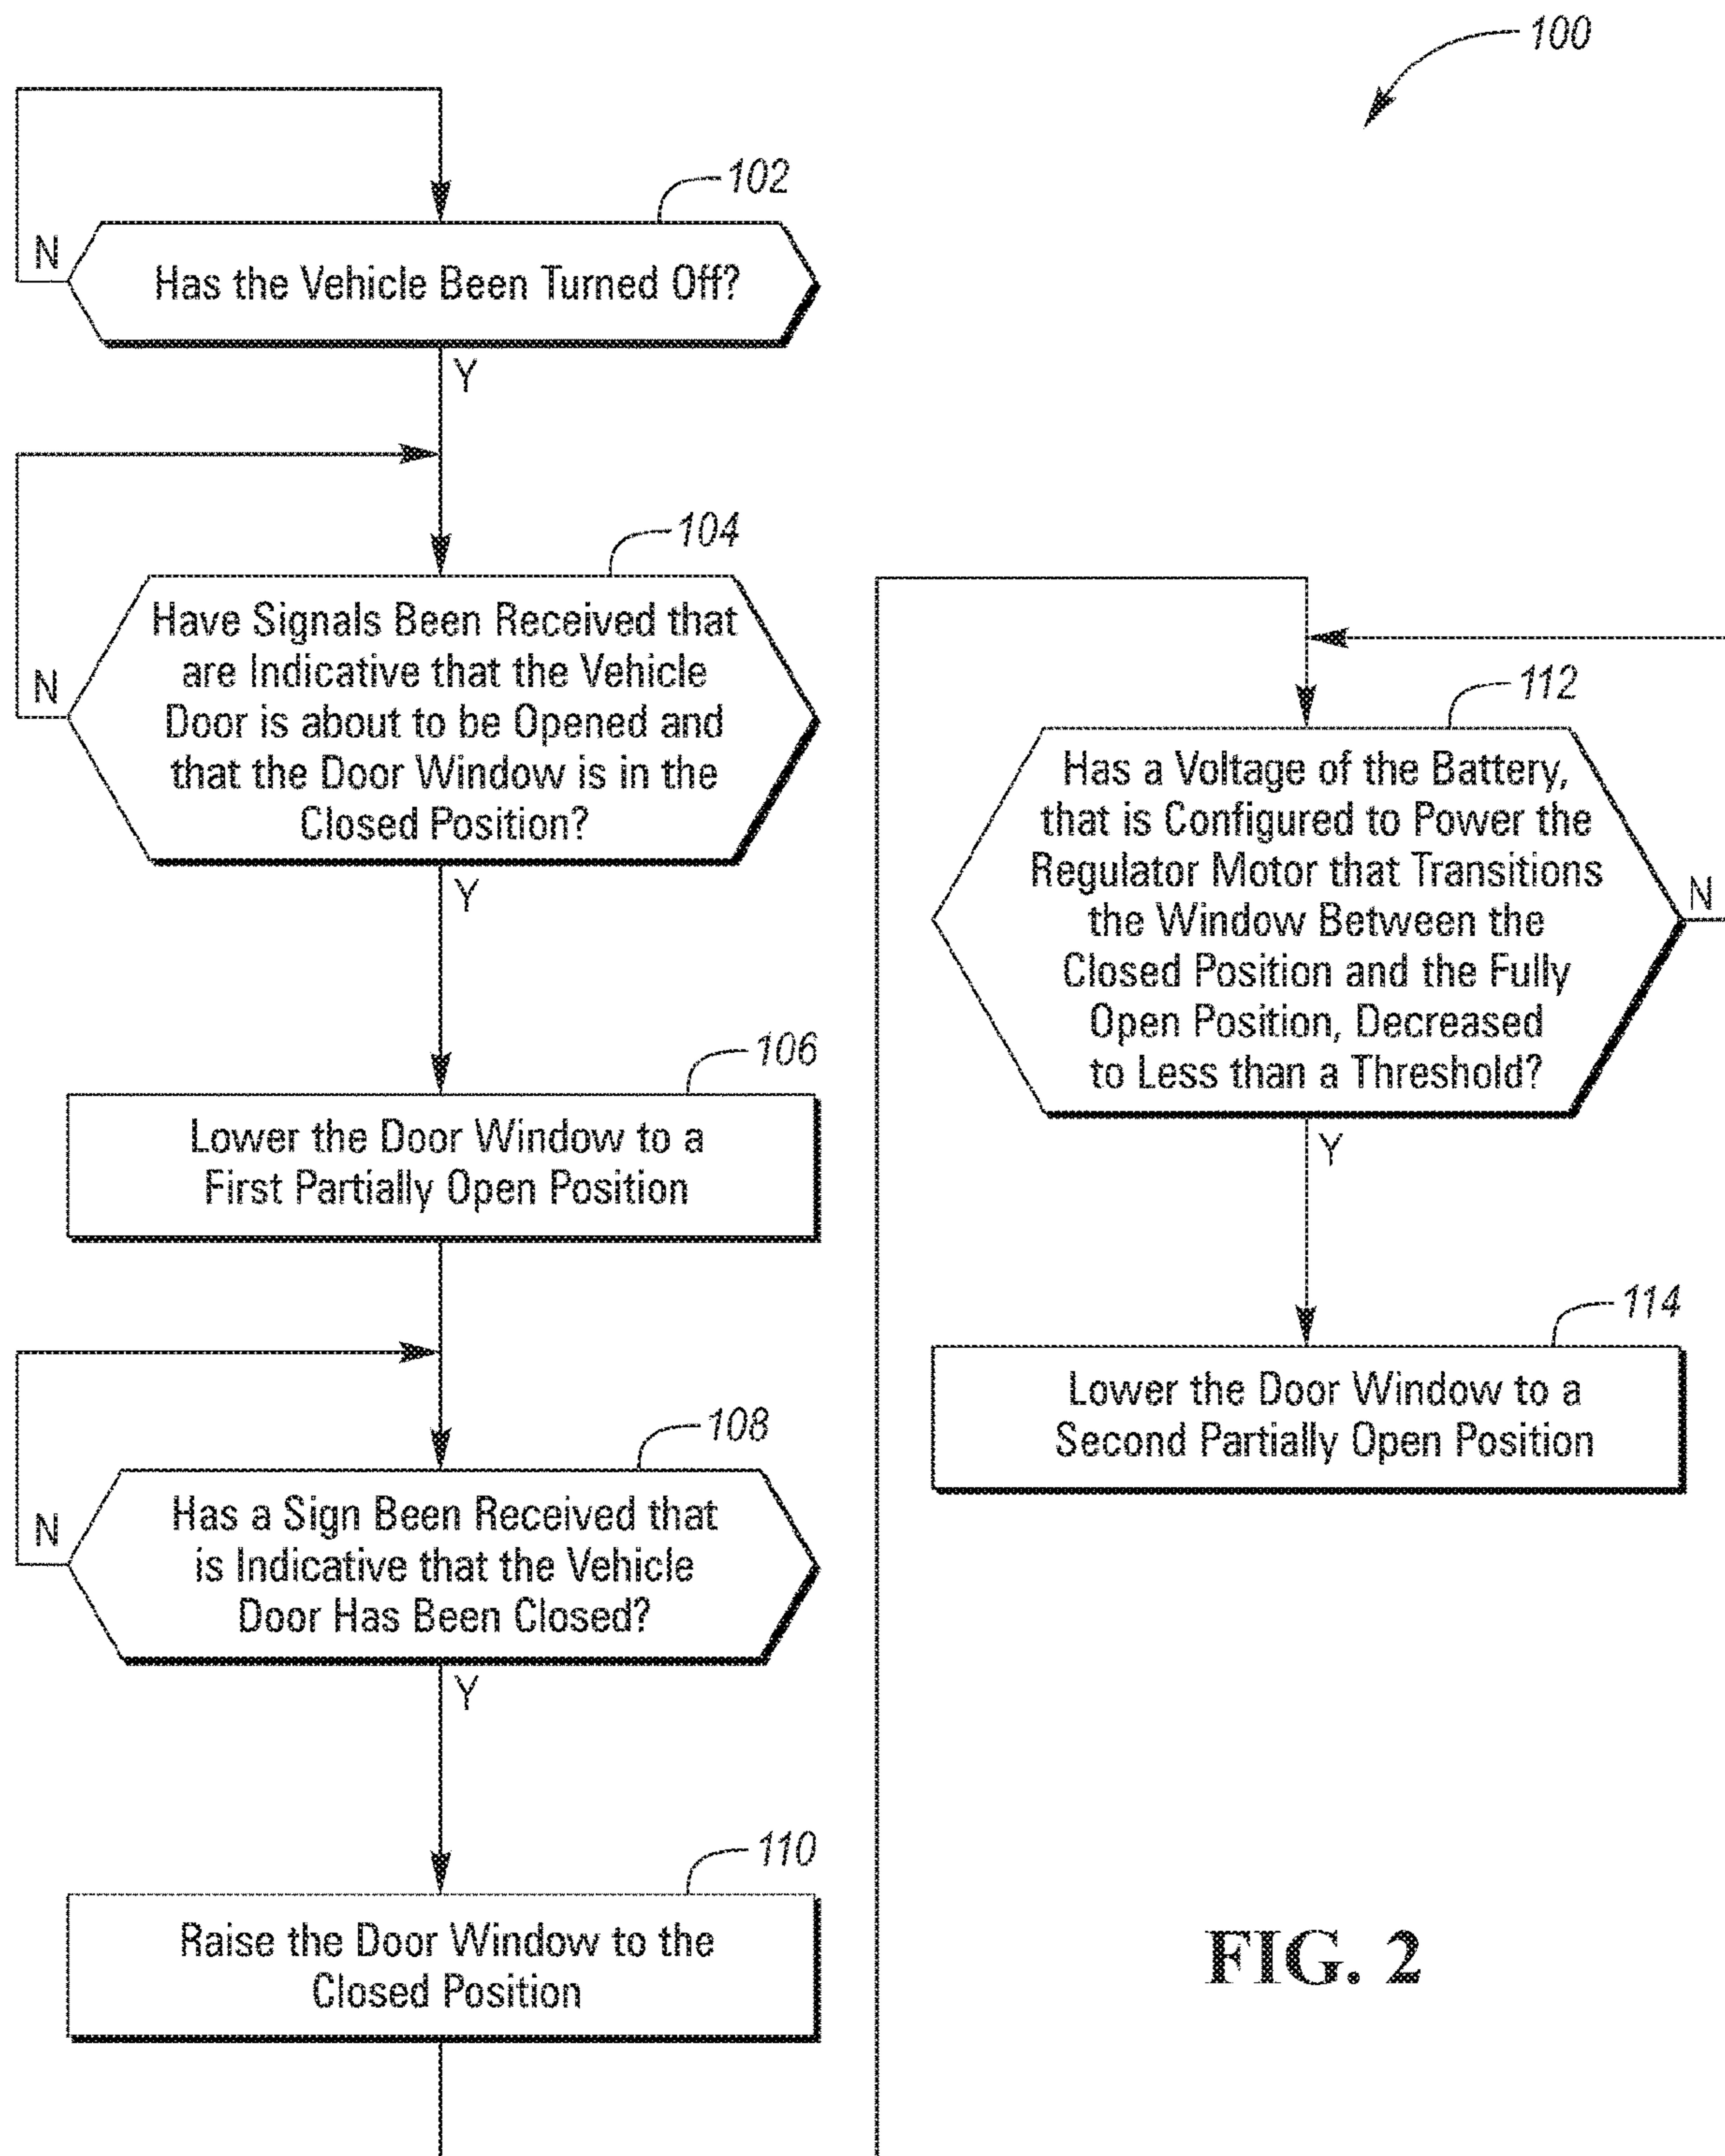 100
102
N
Has the Vehicle Been Turned Off?
Y
104
Have Signals Been Received that
are Indicative that the Vehicle
Door is about to be Opened and
that the Door Window is in the
Closed Position?
N
Y
106
Lower the Door Window to a
First Partially Open Position
108
Has a Sign Been Received that
is Indicative that the Vehicle
Door Has Been Closed?
N
Y
110
Raise the Door Window to the
Closed Position
112
Has a Voltage of the Battery,
that is Configured to Power the
Regulator Motor that Transitions
the Window Between the
Closed Position and the Fully
Open Position, Decreased
to Less than a Threshold?
N
Y
114
Lower the Door Window to a
Second Partially Open Position
FIG. 2